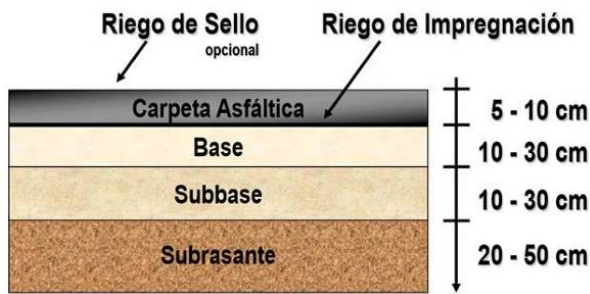 Riego de Sello
opcional
Riego de Impregnación
Carpeta Asfáltica
5 - 10 cm
Base
10 - 30 cm
Subbase
10 - 30 cm
Subrasante
20 - 50 cm